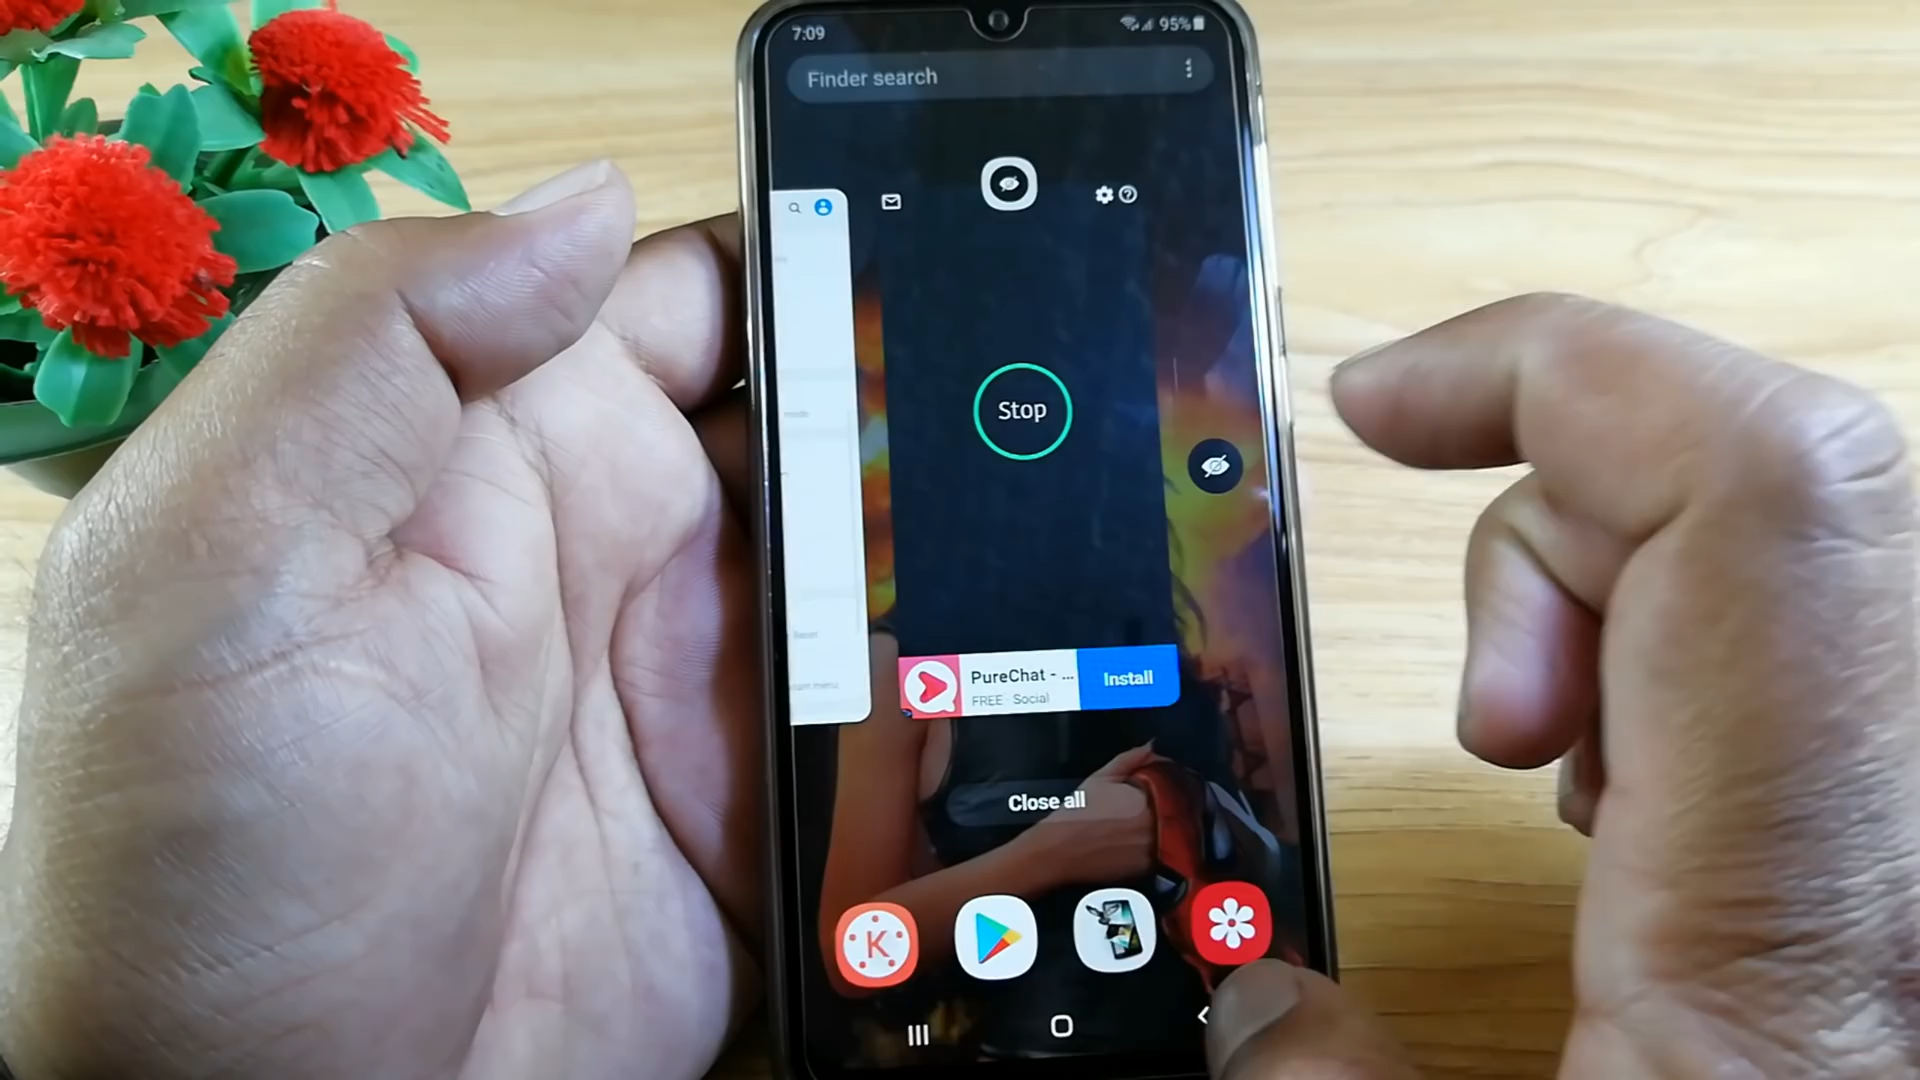 7:09
95%
Finder search
Stop
PureChat - ...
Install
FREE · Social
Close all
K